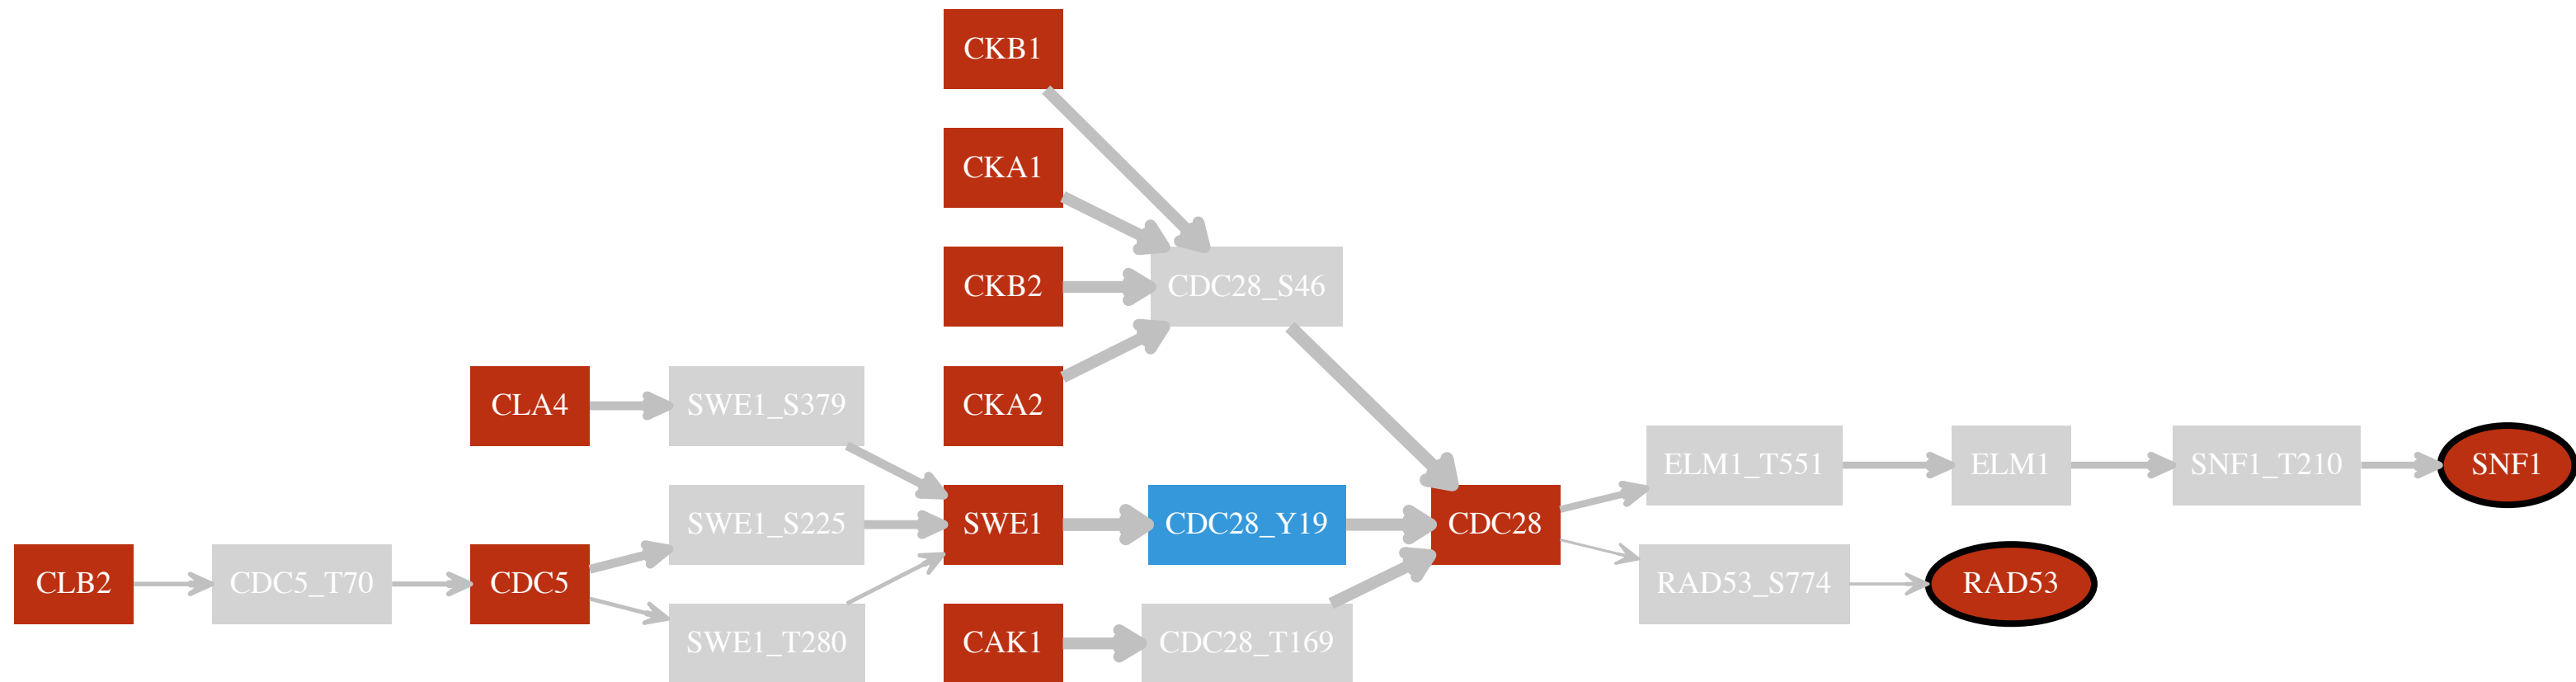 CKB1
CKA1
CKB2
CDC28_S46
CLA4
SWE1_S379
CKA2
ELM1_T551
ELM1
SNF1_T210
SNF1
SWE1_S225
SWE1
CDC28_Y19
CDC28
CLB2
CDC5_T70
CDC5
RAD53_S774
RAD53
SWE1_T280
CAK1
CDC28_T169